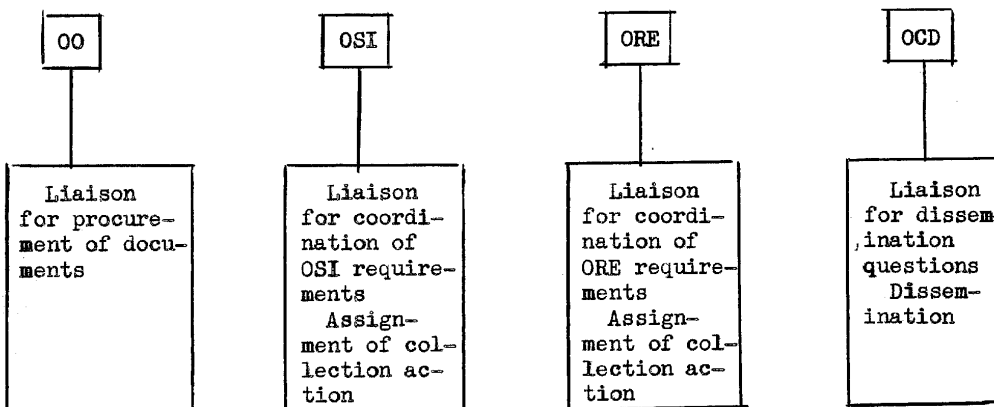 OO
Liaison
for procure-
ment of docu-
ments
OSI
Liaison
for coordi-
nation of
OSI require-
ments
Assign-
ment of col-
lection ac-
tion
ORE
Liaison
for coordi-
nation of
ORE require-
ments
Assign-
ment of col-
lection ac-
tion
OCD
Liaison
for dissem
ination
questions
Dissem-
ination